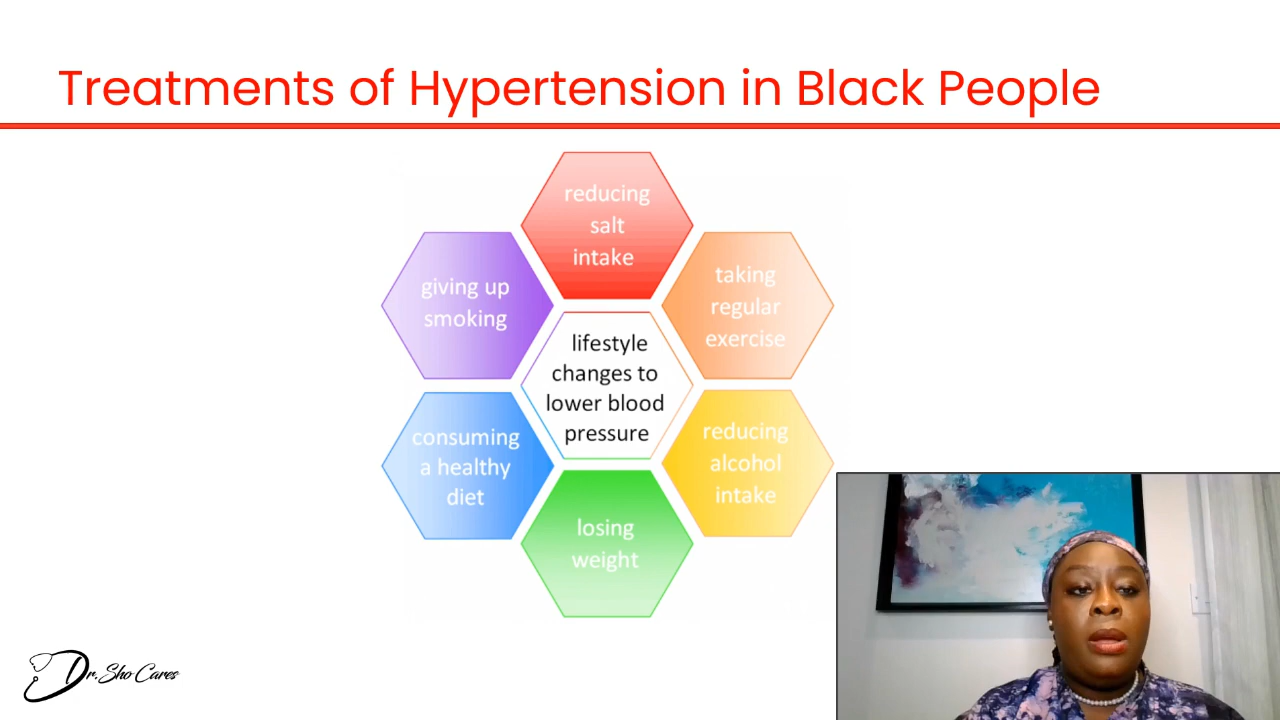 Treatments of Hypertension in Black People
reducing
salt
intake
giving up
smoking
taking
regular
exercise
lifestyle
changes to
lower blood
pressure
consuming
a healthy
diet
reducing
alcohol
intake
losing
weight
Dr. Sho Cares